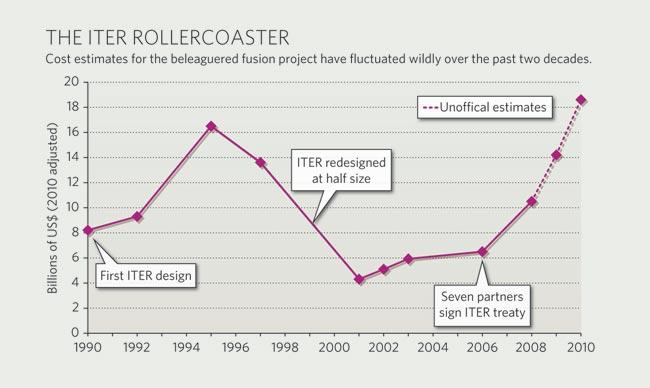 THE ITER ROLLERCOASTER
Cost estimates for the beleaguered fusion project have fluctuated wildly over the past two decades.
Billions of US$ (2010 adjusted)
20
18
16
14
12
10
8
6
4
2
0
Unoffical estimates
ITER redesigned
at half size
First ITER design
Seven partners
sign ITER treaty
1990 1992 1994 1996 1998 2000 2002 2004 2006 2008 2010